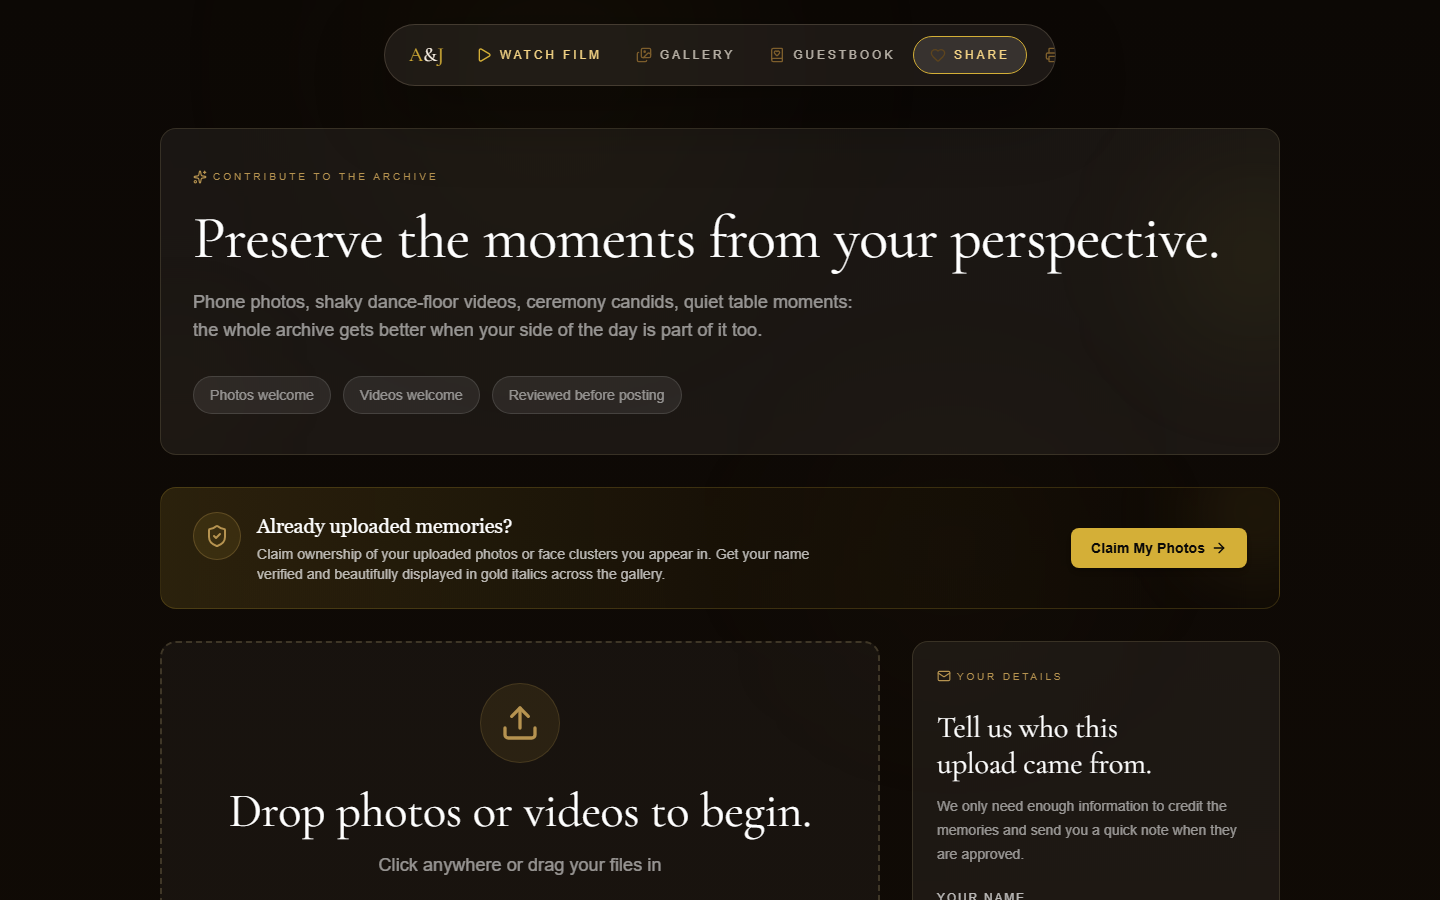 A&J
WATCH FILM
GALLERY
GUESTBOOK
SHARE
CONTRIBUTE TO THE ARCHIVE
Preserve the moments from your perspective.
Phone photos, shaky dance-floor videos, ceremony candids, quiet table moments:
the whole archive gets better when your side of the day is part of it too.
Photos welcome
Videos welcome
Reviewed before posting
Already uploaded memories?
Claim ownership of your uploaded photos or face clusters you appear in. Get your name
verified and beautifully displayed in gold italics across the gallery.
Claim My Photos
Drop photos or videos to begin.
Click anywhere or drag your files in
YOUR DETAILS
Tell us who this
upload came from.
We only need enough information to credit the
memories and send you a quick note when they
are approved.
YOUR NAME